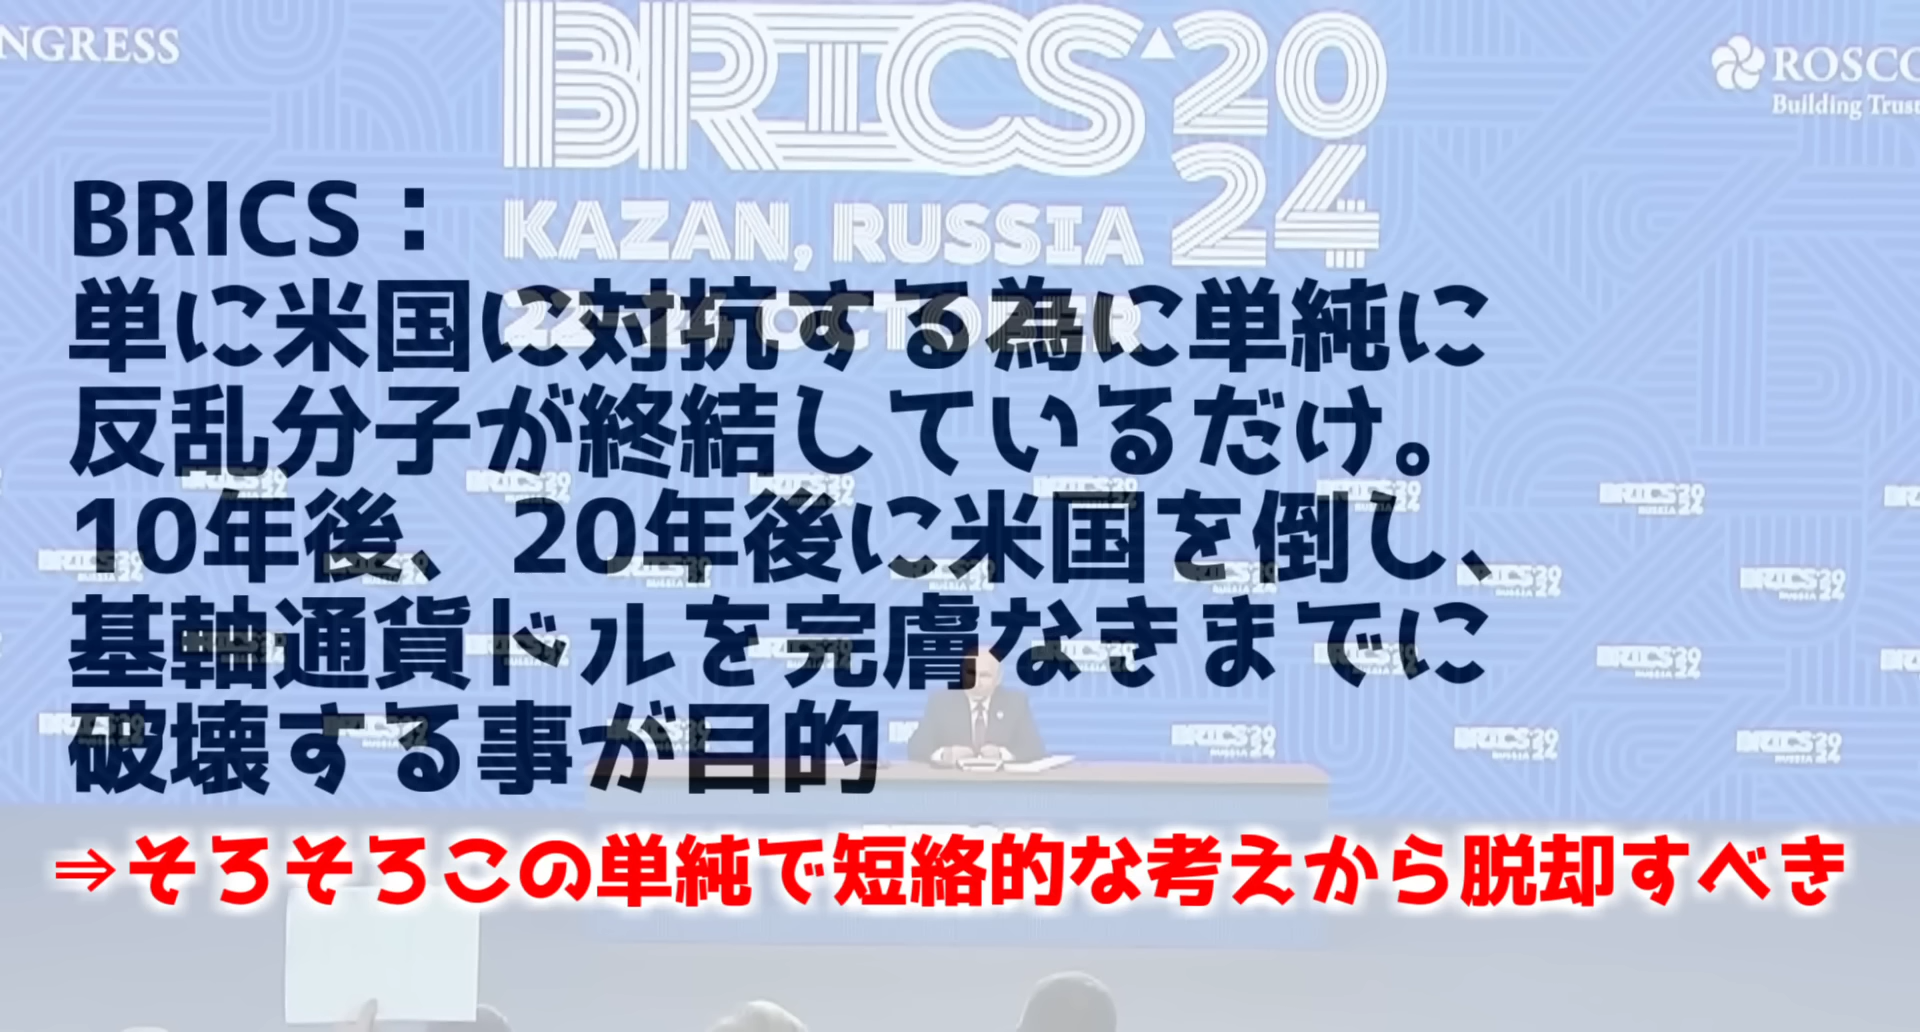 NGRESS
BRICS 2024
KAZAN, RUSSIA
ROSCO
Building Trust
BRICS：
単に米国に対抗する為に単純に
反乱分子が終結しているだけ。
10年後、20年後に米国を倒し、
基軸通貨ドルを完膚なきまでに
破壊する事が目的
⇒そろそろこの単純で短絡的な考えから脱却すべき